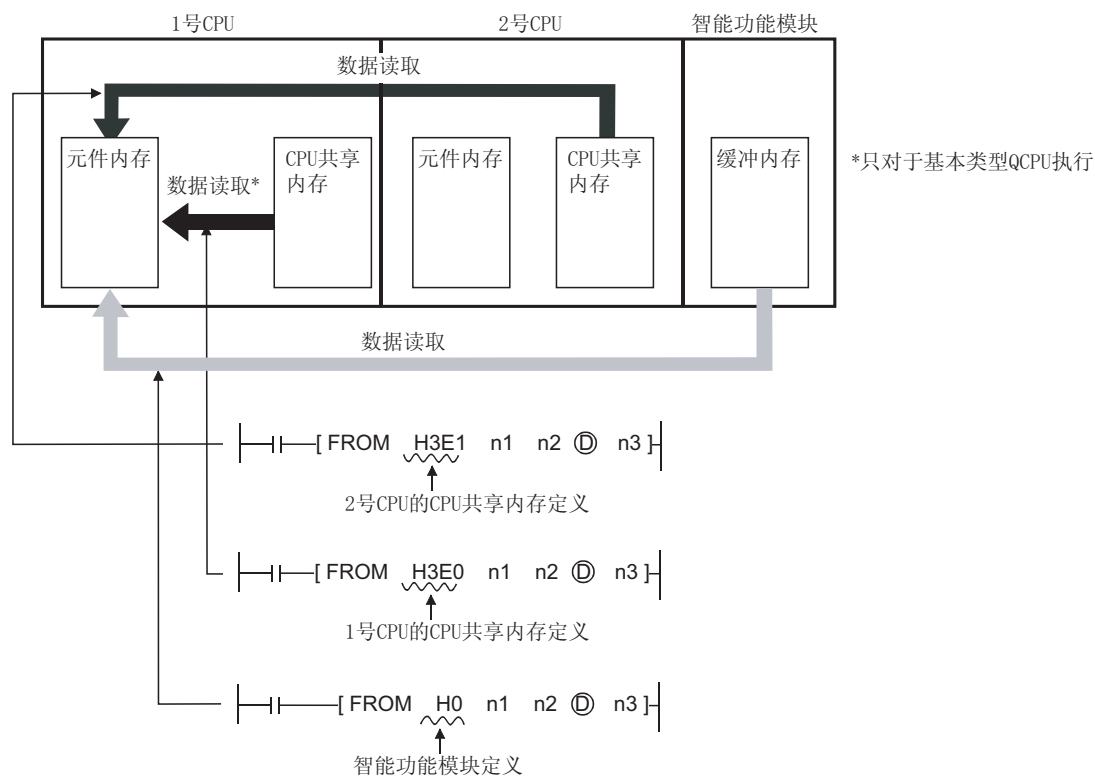 1号CPU 2号CPU 智能功能模块
数据读取
元件内存 CPU共享 元件内存 CPU共享 缓冲内存 *只对于基本类型QCPU执行
内存 内存
数据读取*
数据读取
[ FROM H3E1 n1 n2 Ⓓ n3 ]
2号CPU的CPU共享内存定义
[ FROM H3E0 n1 n2 Ⓓ n3 ]
1号CPU的CPU共享内存定义
[ FROM H0 n1 n2 Ⓓ n3 ]
智能功能模块定义